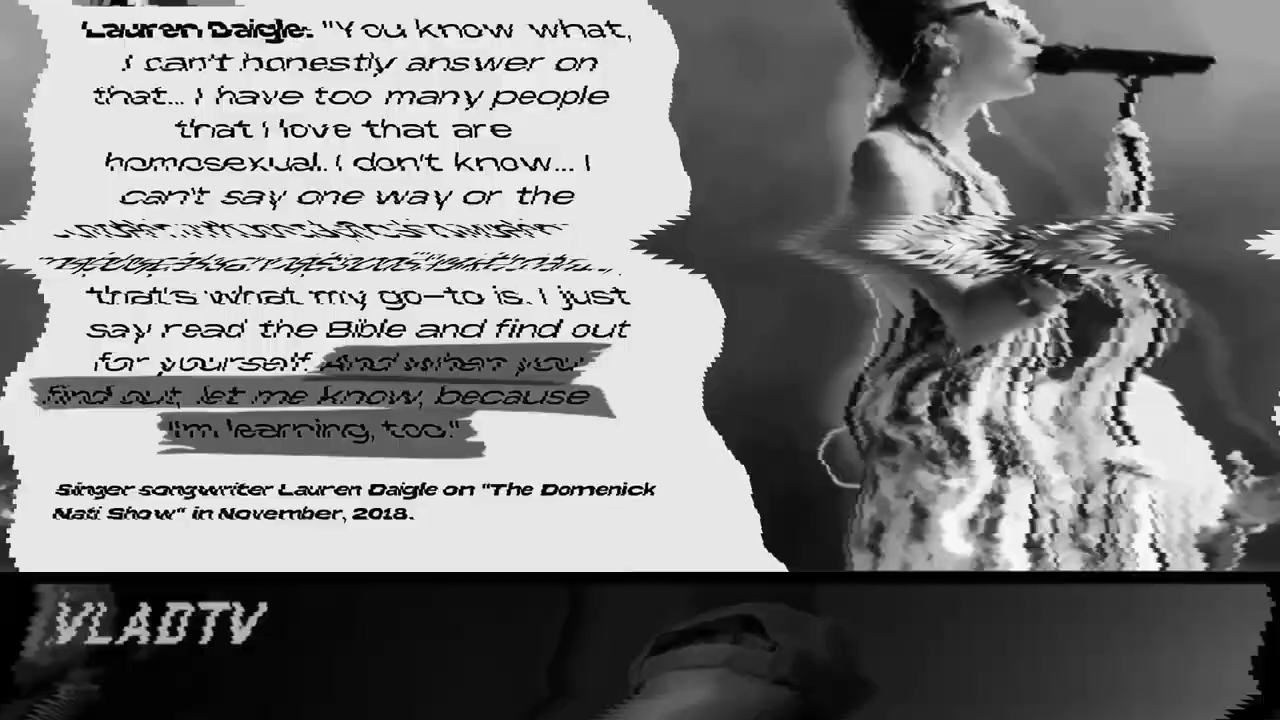 Lauren Daigle: "You know what,
I can't honestly answer on
that... I have too many people
that I love that are
homosexual. I don't know... I
can't say one way or the
that's what my go-to is. I just
say read the Bible and find out
for yourself. And when you
find out, let me know, because
I'm learning, too."
Singer songwriter Lauren Daigle on "The Domenick
Nati Show" in November, 2018.
VLADTV